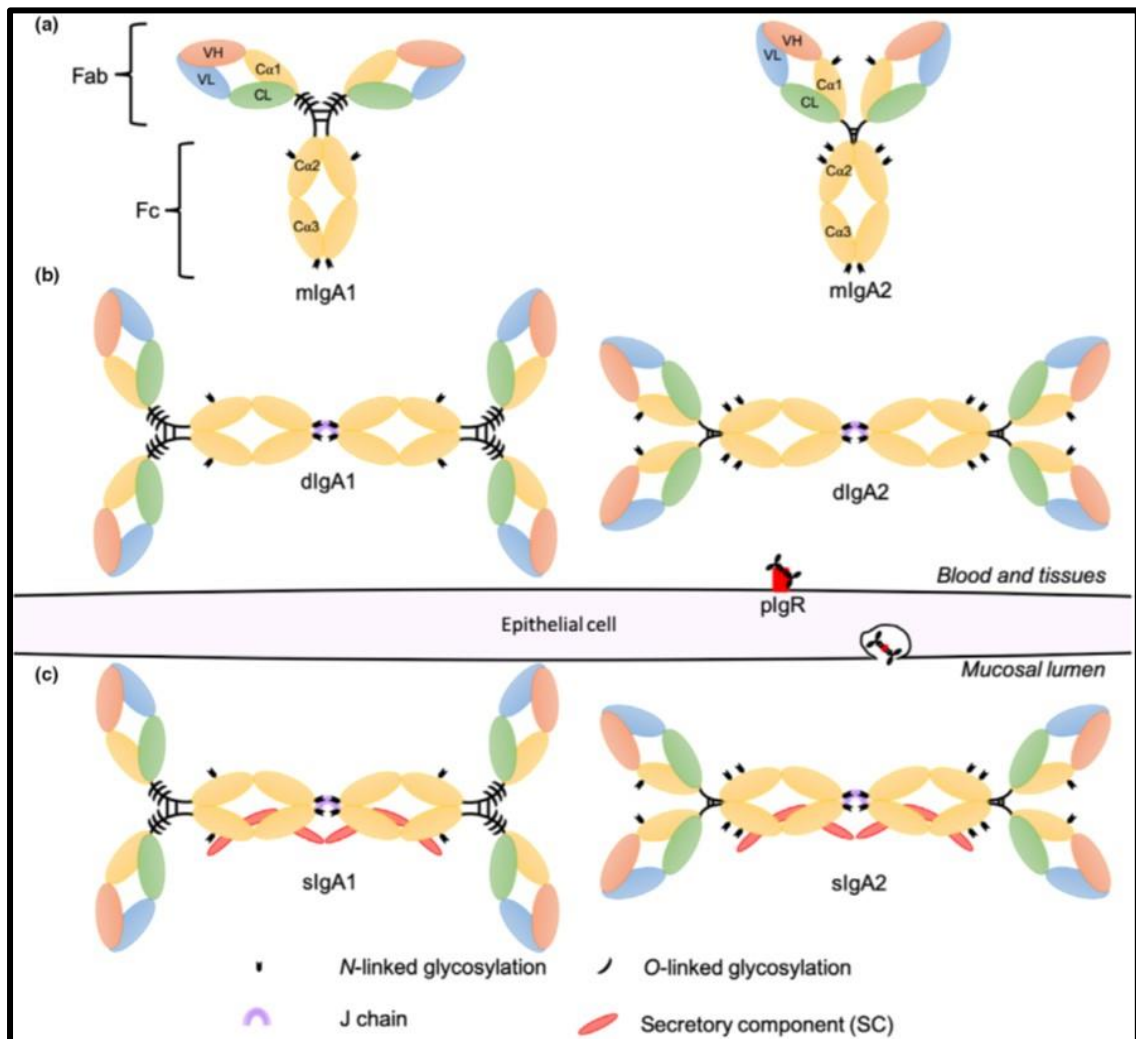 (a)
Fab
VH
VL
Cα1
CL
Fc
Cα2
Cα3
mIgA1
VH
VL
Cα1
CL
Cα2
Cα3
mIgA2
(b)
dIgA1
dIgA2
Blood and tissues
pIgR
Epithelial cell
Mucosal lumen
(c)
sIgA1
sIgA2
N-linked glycosylation
O-linked glycosylation
J chain
Secretory component (SC)